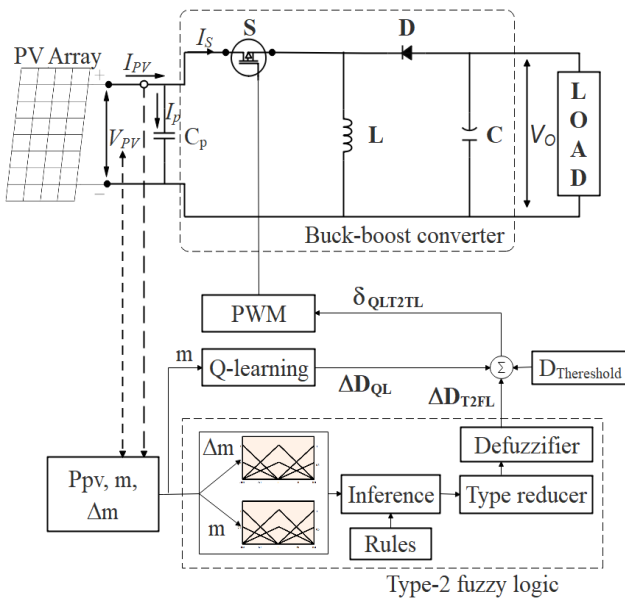 PV Array
I_PV
I_S
S
D
+
I_p
V_PV
C_p
L
C
V_O
LOAD
−
Buck-boost converter
PWM
δ_QLT2TL
m
Q-learning
Σ
D_Thereshold
ΔD_QL
ΔD_T2FL
Ppv, m,
Δm
Δm
m
Defuzzifier
Inference
Type reducer
Rules
Type-2 fuzzy logic